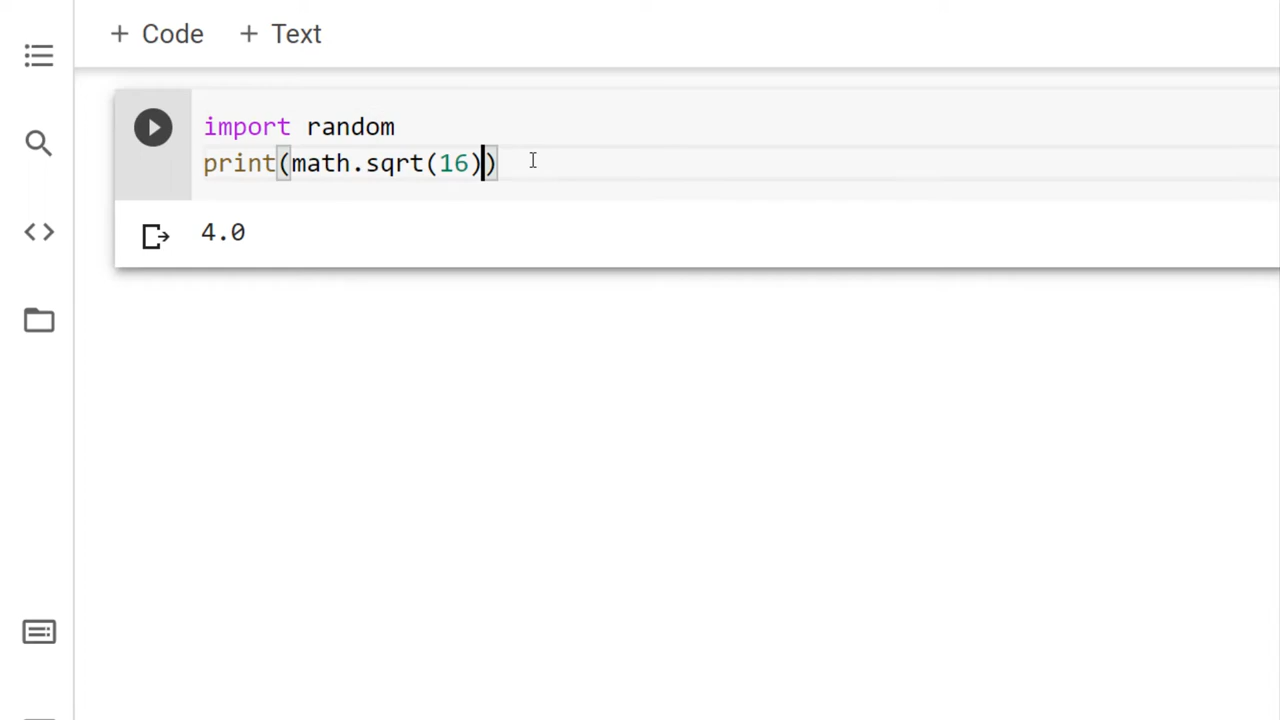 + Code + Text
import random
print(math.sqrt(16))
4.0